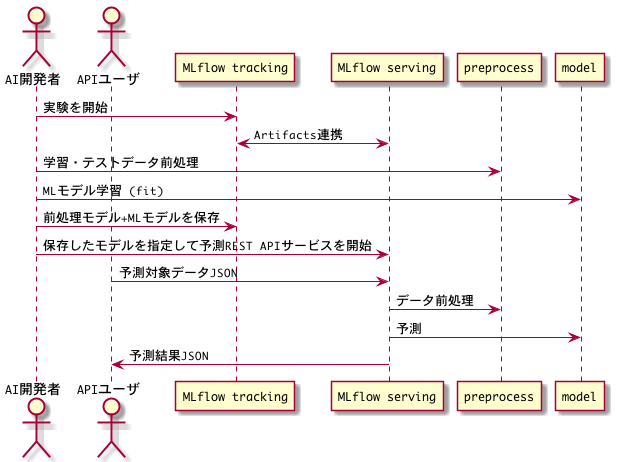 AI開発者
APIユーザ
MLflow tracking
MLflow serving
preprocess
model
実験を開始
Artifacts連携
学習・テストデータ前処理
MLモデル学習 (fit)
前処理モデル+MLモデルを保存
保存したモデルを指定して予測REST APIサービスを開始
予測対象データJSON
データ前処理
予測
予測結果JSON
AI開発者
APIユーザ
MLflow tracking
MLflow serving
preprocess
model